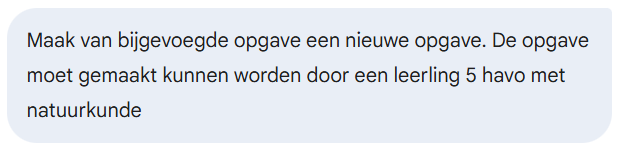 Maak van bijgevoegde opgave een nieuwe opgave. De opgave
moet gemaakt kunnen worden door een leerling 5 havo met
natuurkunde